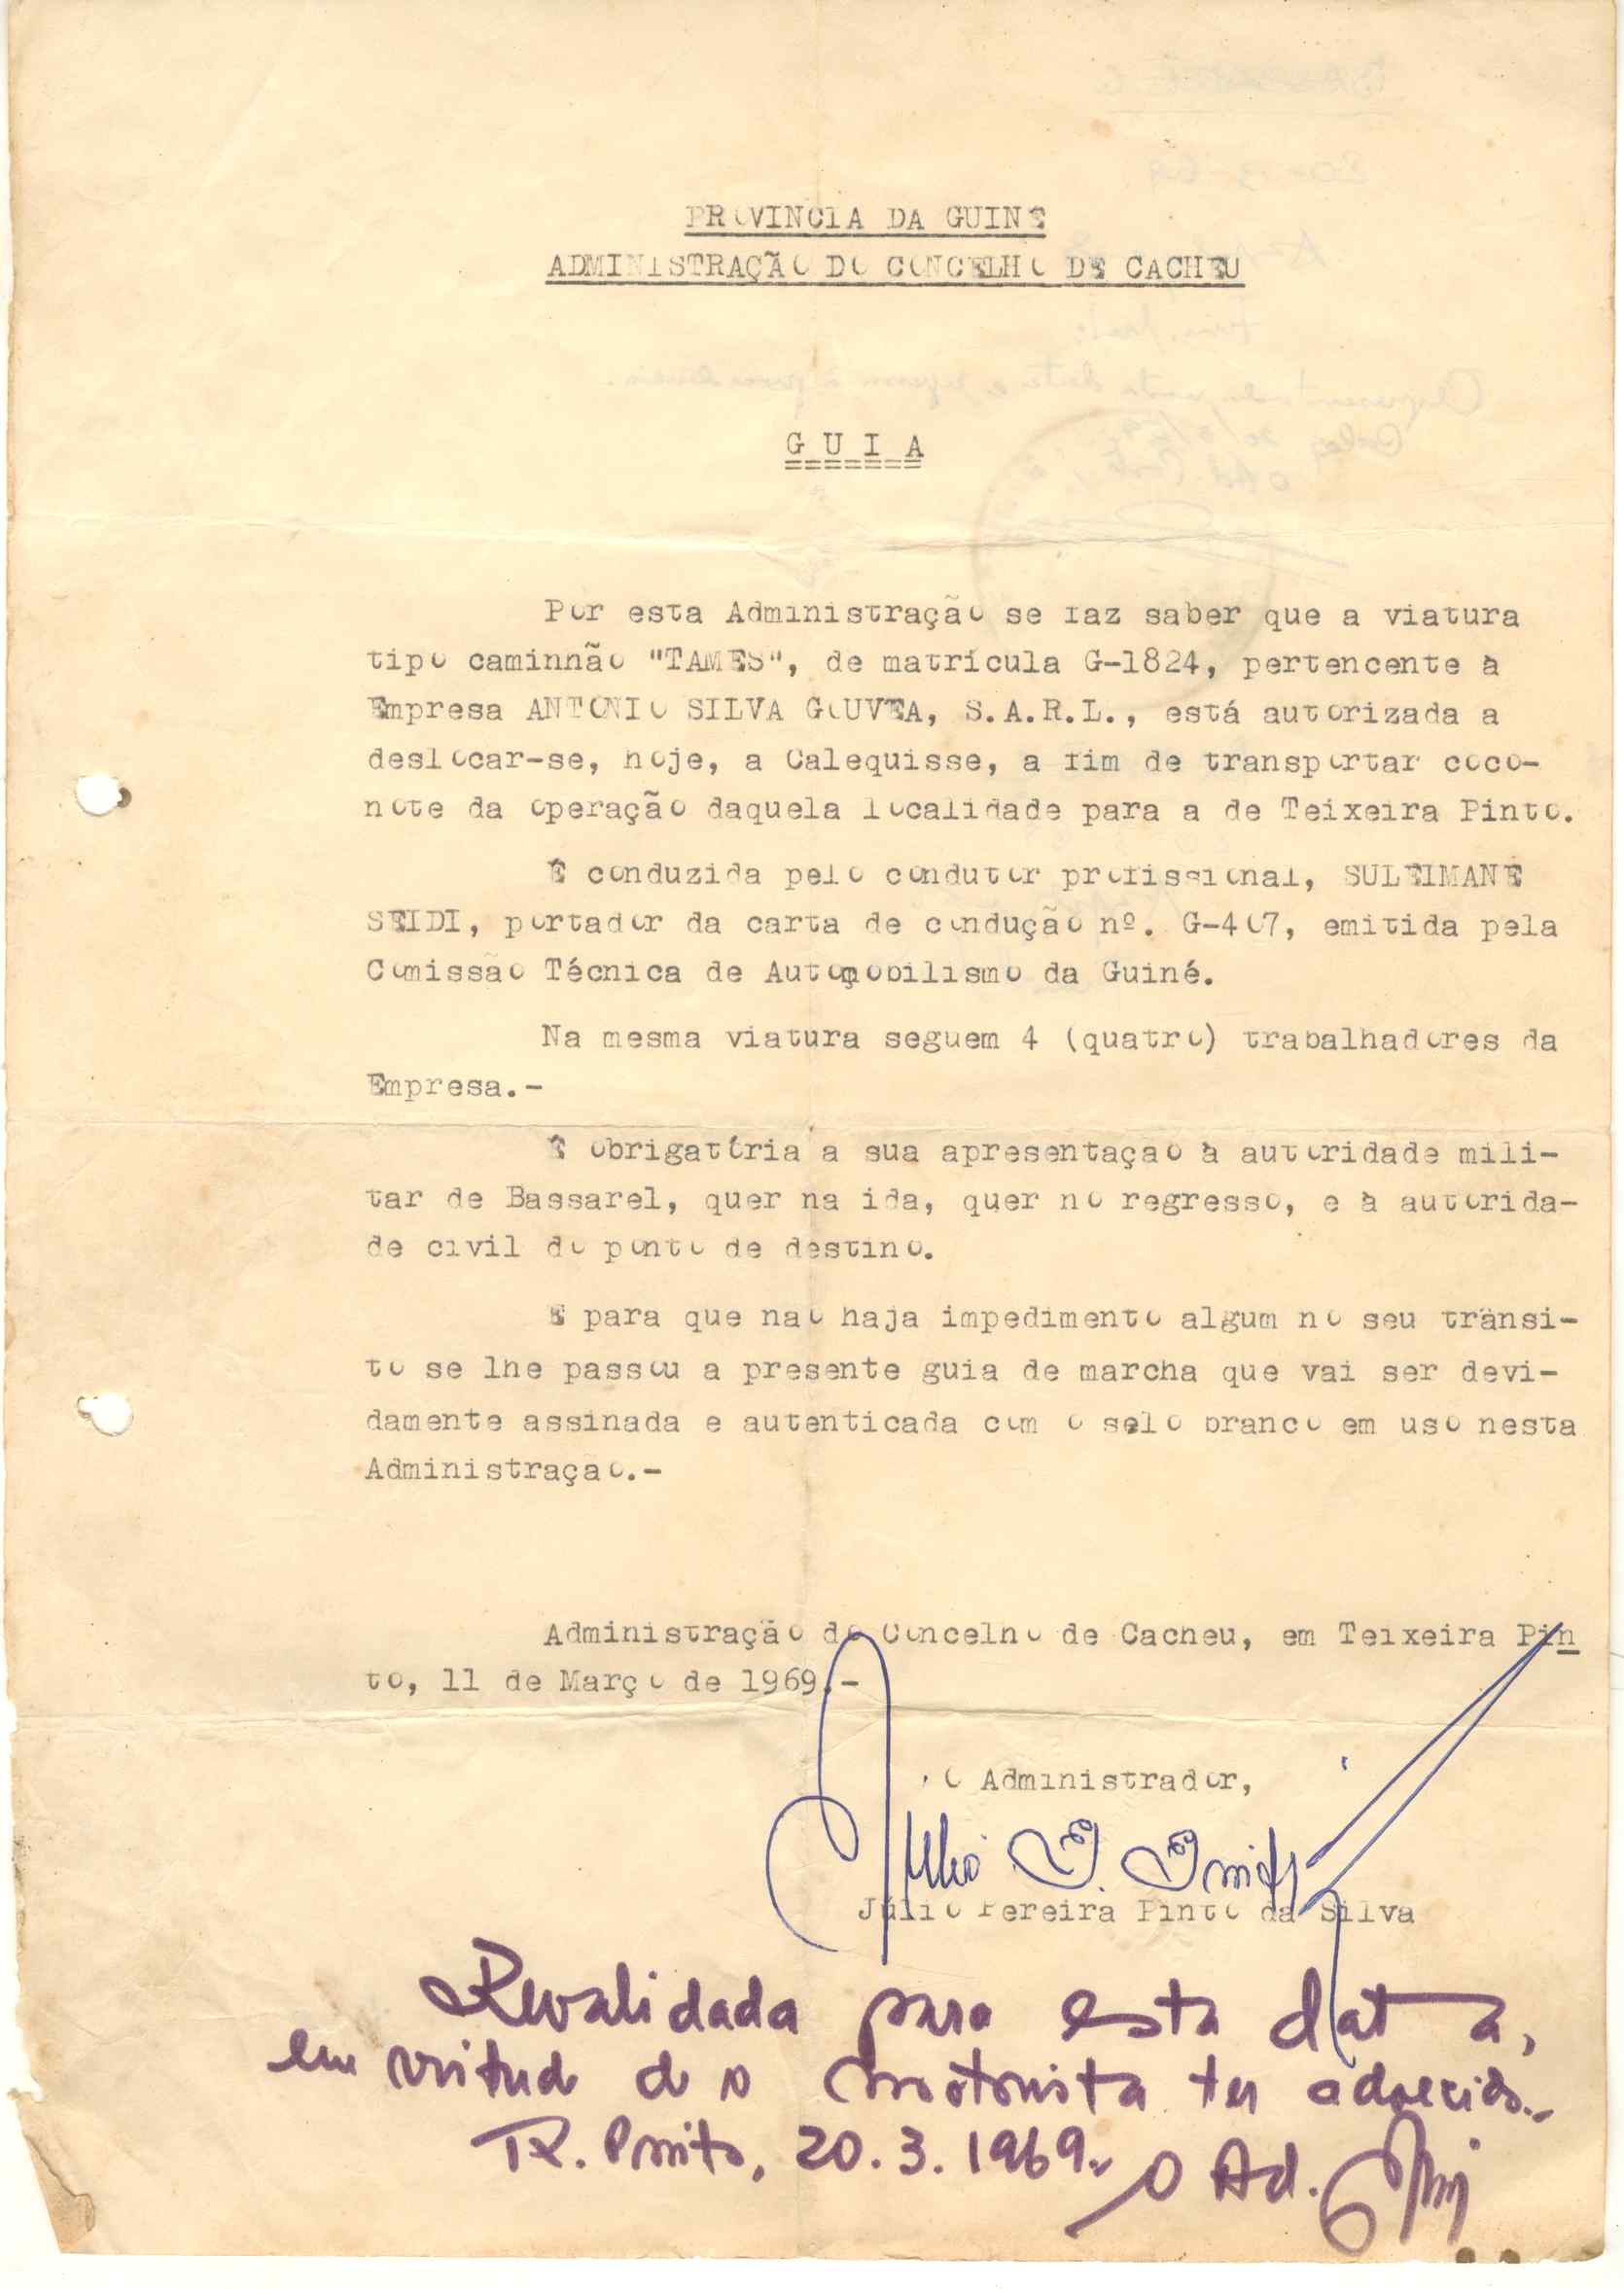 PROVINCIA DA GUINE
ADMINISTRAÇÃO DO CONCELHO DE CACHEU
G U I A
Por esta Administração se faz saber que a viatura
tipo caminhão "TAMES", de matrícula G-1824, pertencente à
Empresa ANTONIO SILVA GOUVEA, S.A.R.L., está autorizada a
deslocar-se, hoje, a Calequisse, a fim de transportar coco-
note da operação daquela localidade para a de Teixeira Pinto.
É conduzida pelo condutor profissional, SULEIMANE
SEIDI, portador da carta de condução nº. G-407, emitida pela
Comissão Técnica de Automobilismo da Guiné.
Na mesma viatura seguem 4 (quatro) trabalhadores da
Empresa.-
É obrigatória a sua apresentaçao à autoridade mili-
tar de Bassarel, quer na ida, quer no regresso, e à autorida-
de civil do ponto de destino.
E para que nao haja impedimento algum no seu trânsi-
to se lhe passou a presente guia de marcha que vai ser devi-
damente assinada e autenticada com o selo branco em uso nesta
Administraçao.-
Administração do Concelho de Cacheu, em Teixeira Pin
to, 11 de Março de 1969.-
O Administrador,
Júlio Pereira Pinto da Silva
Revalidada para esta data,
em virtude do o motorista ter adoecido..
TX. Pinto, 20.3.1969.
O Ad.